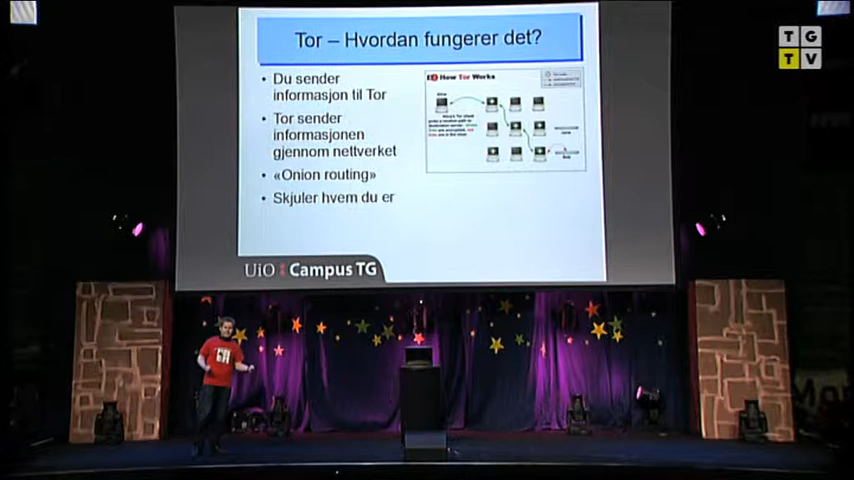 TG
TV
Tor – Hvordan fungerer det?
• Du sender
informasjon til Tor
• Tor sender
informasjonen
gjennom nettverket
• «Onion routing»
• Skjuler hvem du er
How Tor Works
UiO Campus TG